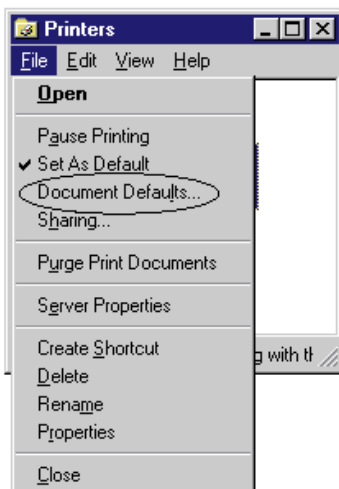 Printers
File Edit View Help
Open
Pause Printing
Set As Default
Document Defaults...
Sharing...
Purge Print Documents
Server Properties
Create Shortcut
g with th
Delete
Rename
Properties
Close